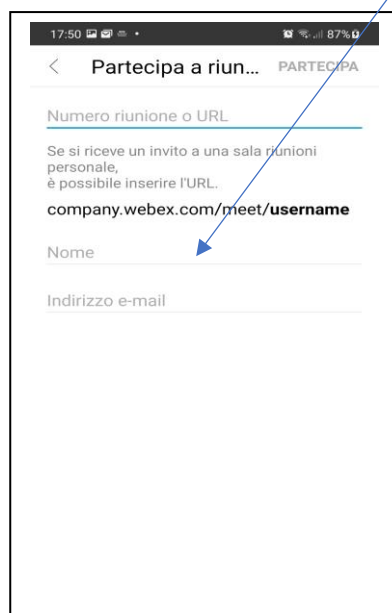 17:50 87%
Partecipa a riun... PARTECIPA
Numero riunione o URL
Se si riceve un invito a una sala riunioni
personale,
è possibile inserire l'URL.
company.webex.com/meet/username
Nome
Indirizzo e-mail